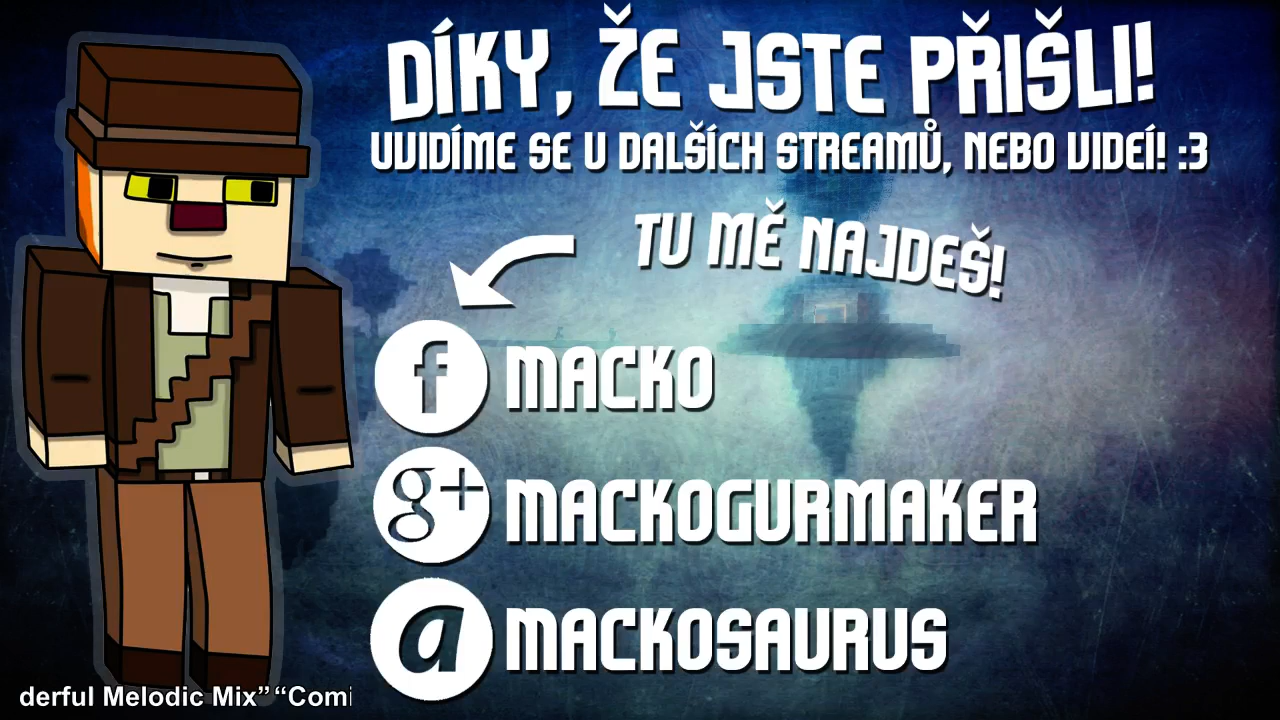 DÍKY, ŽE JSTE PŘIŠLI!
UVIDÍME SE U DALŠÍCH STREAMŮ, NEBO VIDEÍ! :3
TU MĚ NAJDEŠ!
f MACKO
g+ MACKOGURMAKER
a MACKOSAURUS
derful Melodic Mix” “Comi